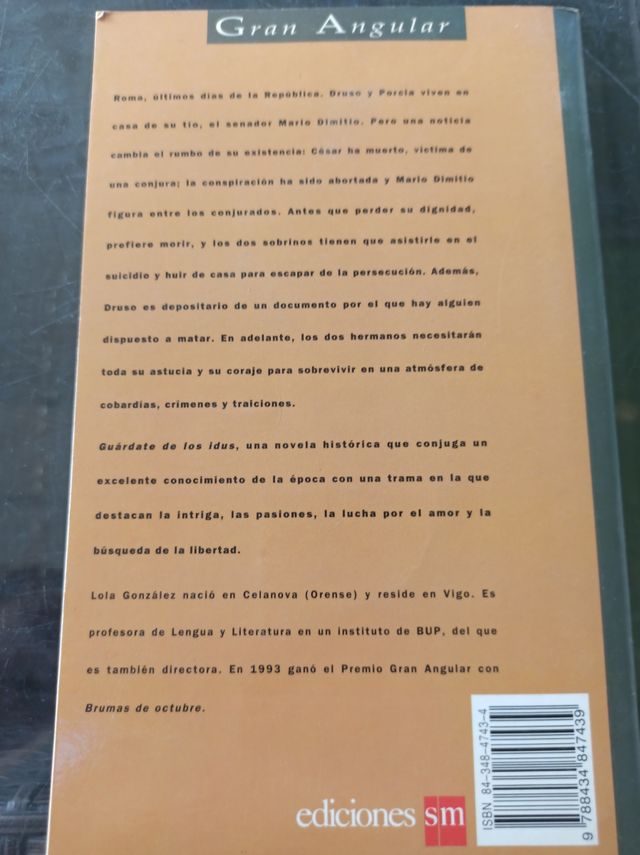 Gran Angular
Roma, últimos días de la República. Druso y Porcia viven en
casa de su tío, el senador Mario Dimitio. Pero una noticia
cambia el rumbo de su existencia: César ha muerto, víctima de
una conjura; la conspiración ha sido abortada y Mario Dimitio
figura entre los conjurados. Antes que perder su dignidad,
prefiere morir, y los dos sobrinos tienen que asistirle en el
suicidio y huir de casa para escapar de la persecución. Además,
Druso es depositario de un documento por el que hay alguien
dispuesto a matar. En adelante, los dos hermanos necesitarán
toda su astucia y su coraje para sobrevivir en una atmósfera de
cobardías, crímenes y traiciones.
Guárdate de los idus, una novela histórica que conjuga un
excelente conocimiento de la época con una trama en la que
destacan la intriga, las pasiones, la lucha por el amor y la
búsqueda de la libertad.
Lola González nació en Celanova (Orense) y reside en Vigo. Es
profesora de Lengua y Literatura en un instituto de BUP, del que
es también directora. En 1993 ganó el Premio Gran Angular con
Brumas de octubre.
ediciones sm
ISBN 84-348-4743-4
9 788434 847439